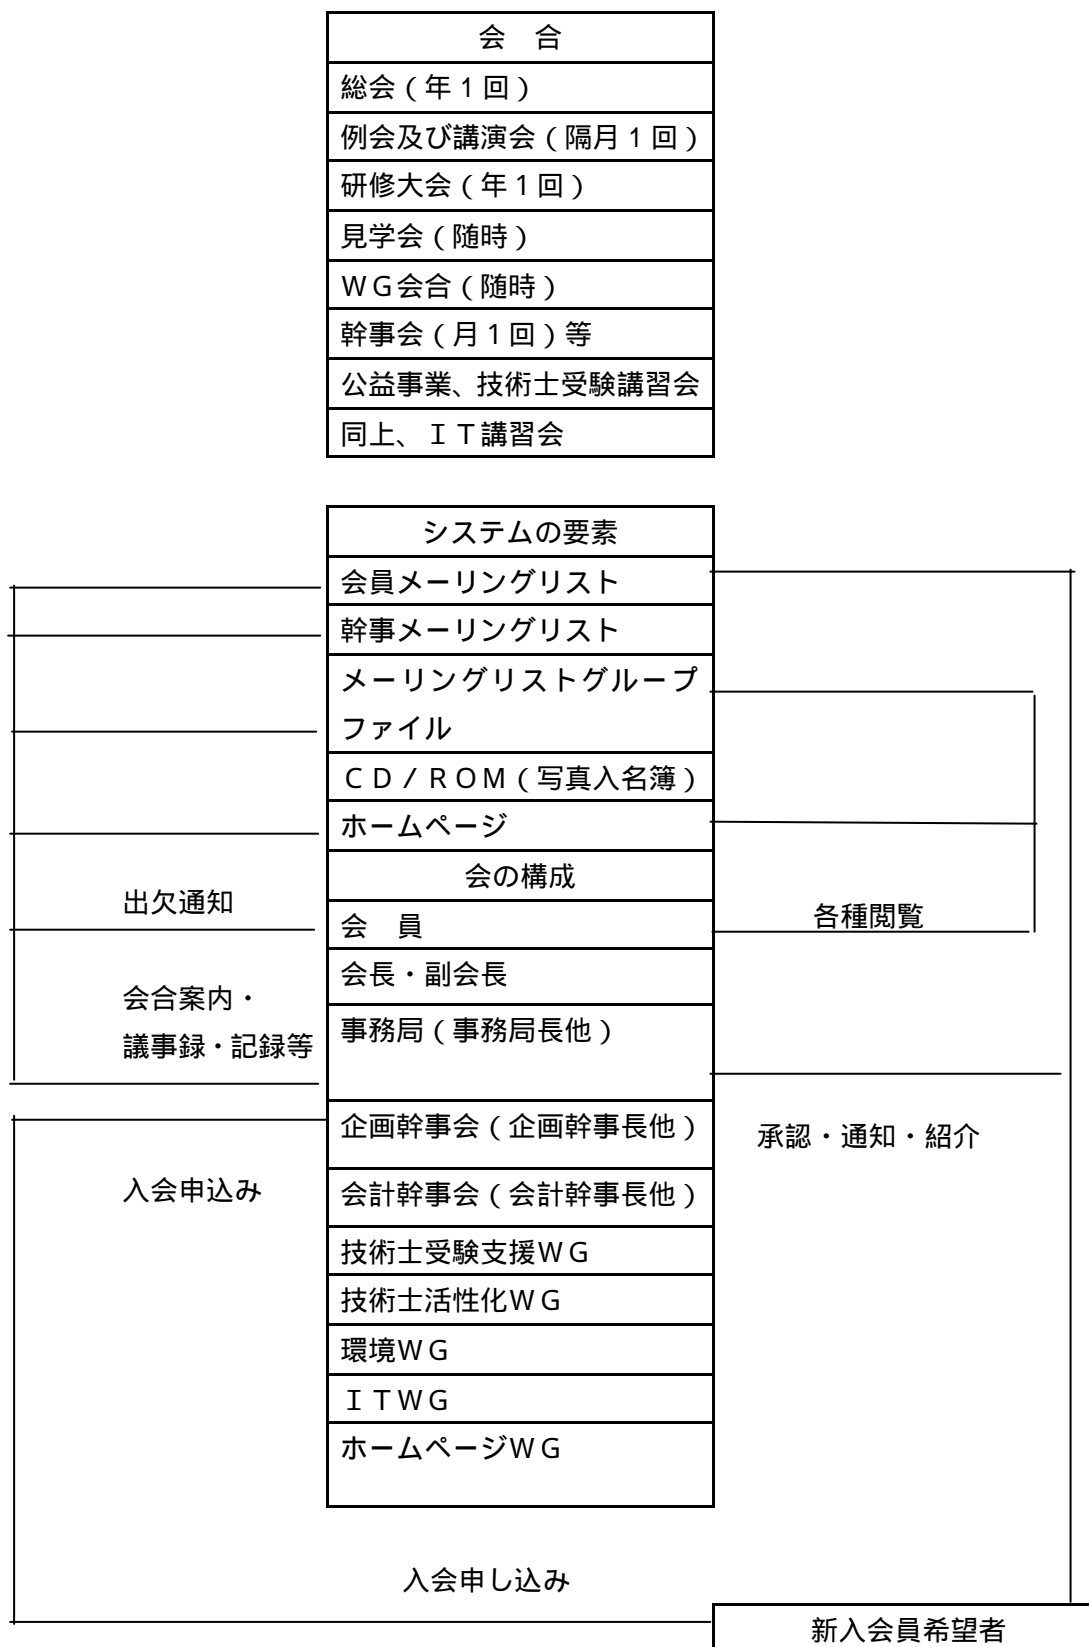 会　合
総会（年１回）
例会及び講演会（隔月１回）
研修大会（年１回）
見学会（随時）
ＷＧ会合（随時）
幹事会（月１回）等
公益事業、技術士受験講習会
同上、ＩＴ講習会
システムの要素
会員メーリングリスト
幹事メーリングリスト
メーリングリストグループ
ファイル
ＣＤ／ＲＯＭ（写真入名簿）
ホームページ
会の構成
出欠通知
会　員
各種閲覧
会長・副会長
会合案内・
議事録・記録等
事務局（事務局長他）
企画幹事会（企画幹事長他）
承認・通知・紹介
入会申込み
会計幹事会（会計幹事長他）
技術士受験支援ＷＧ
技術士活性化ＷＧ
環境ＷＧ
ＩＴＷＧ
ホームページＷＧ
入会申し込み
新入会員希望者